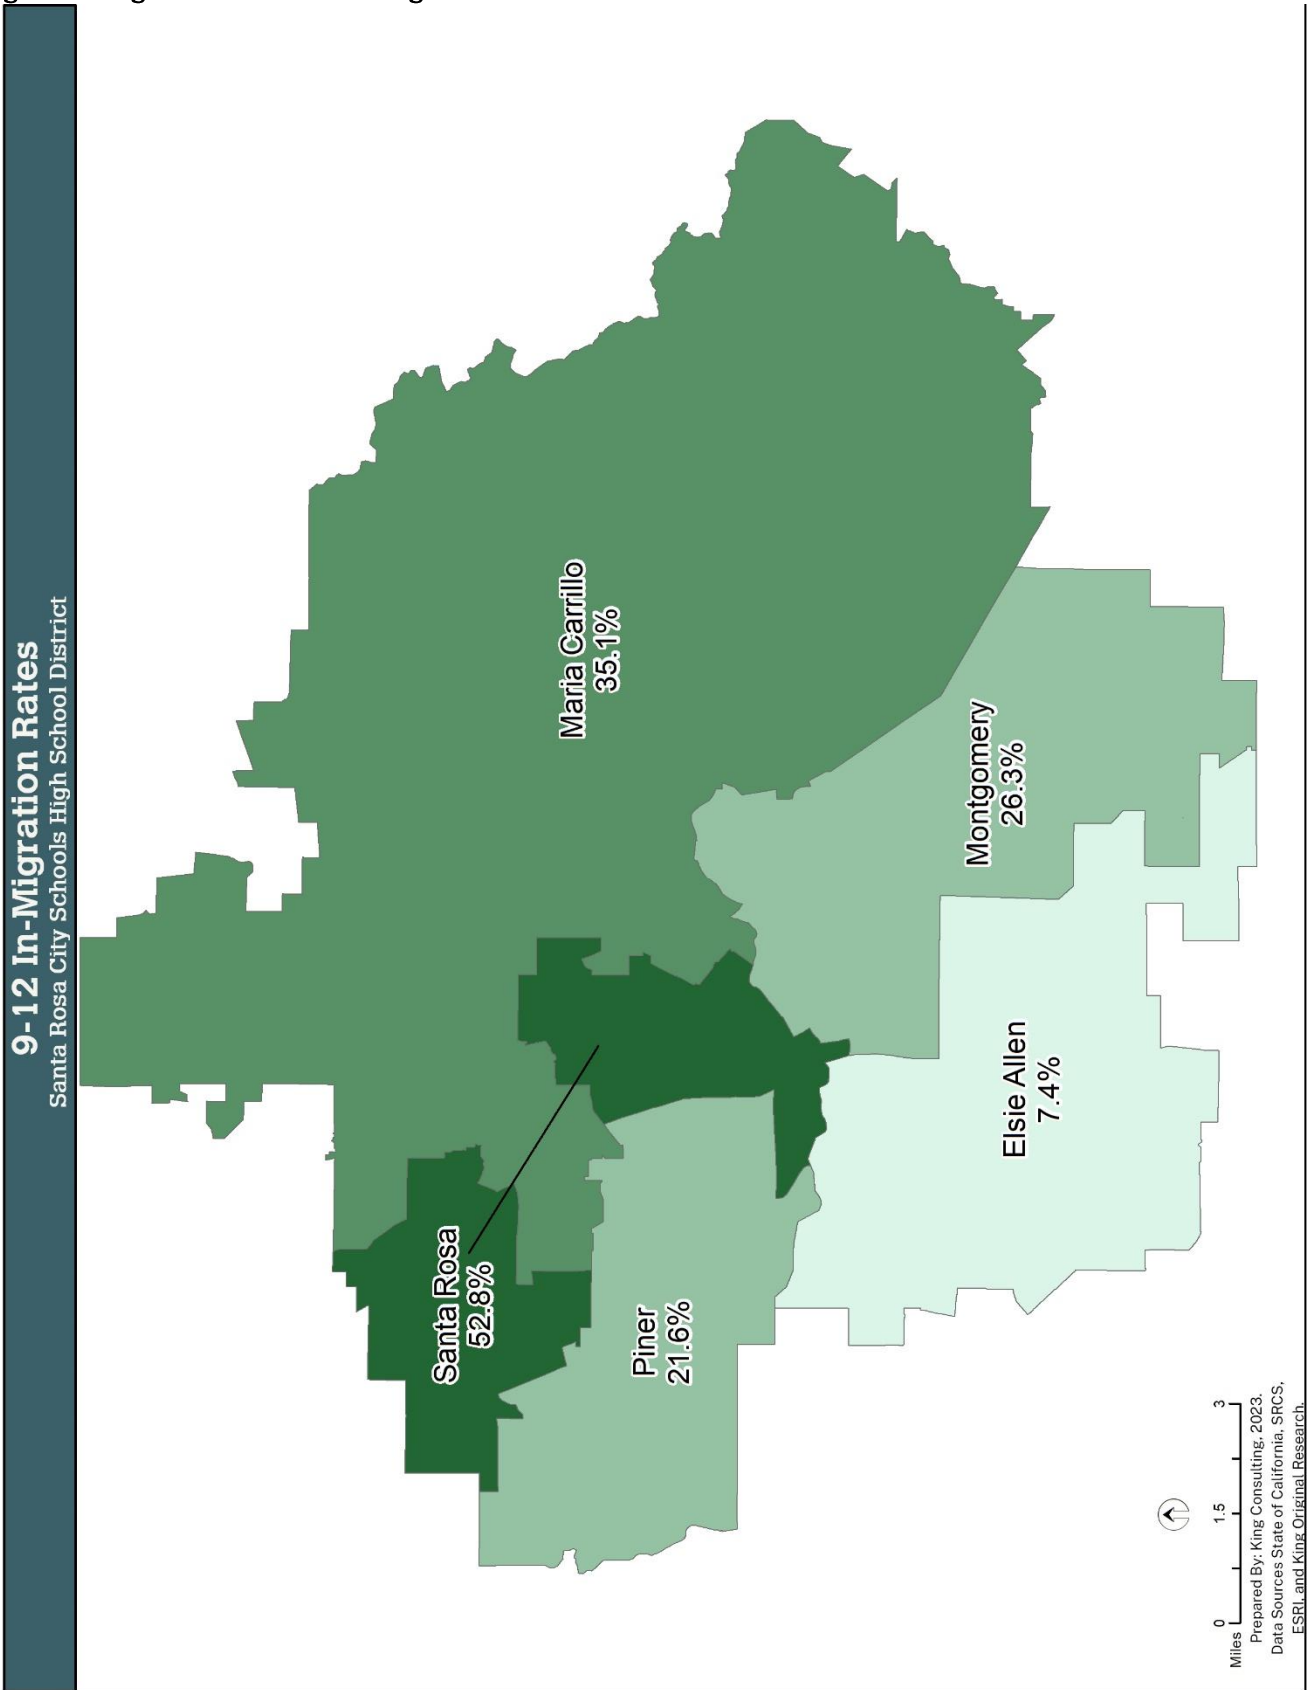 9-12 In-Migration Rates
Santa Rosa City Schools High School District
Santa Rosa
52.8%
Maria Carrillo
35.1%
Piner
21.6%
Montgomery
26.3%
Elsie Allen
7.4%
Miles
0
1.5
3
Prepared By: King Consulting, 2023.
Data Sources State of California, SRCS,
ESRI, and King Original Research.